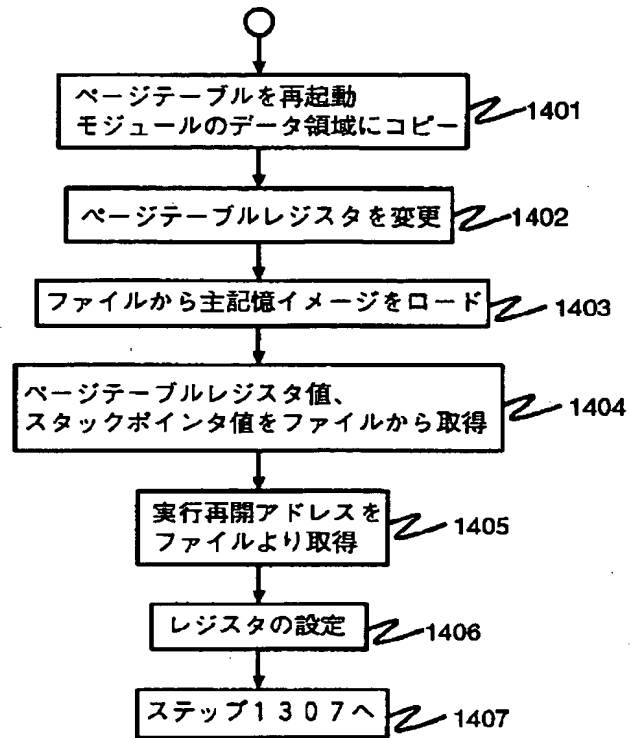 ページテーブルを再起動
モジュールのデータ領域にコピー
1401
ページテーブルレジスタを変更
1402
ファイルから主記憶イメージをロード
1403
ページテーブルレジスタ値、
スタックポインタ値をファイルから取得
1404
実行再開アドレスを
ファイルより取得
1405
レジスタの設定
1406
ステップ１３０７へ
1407